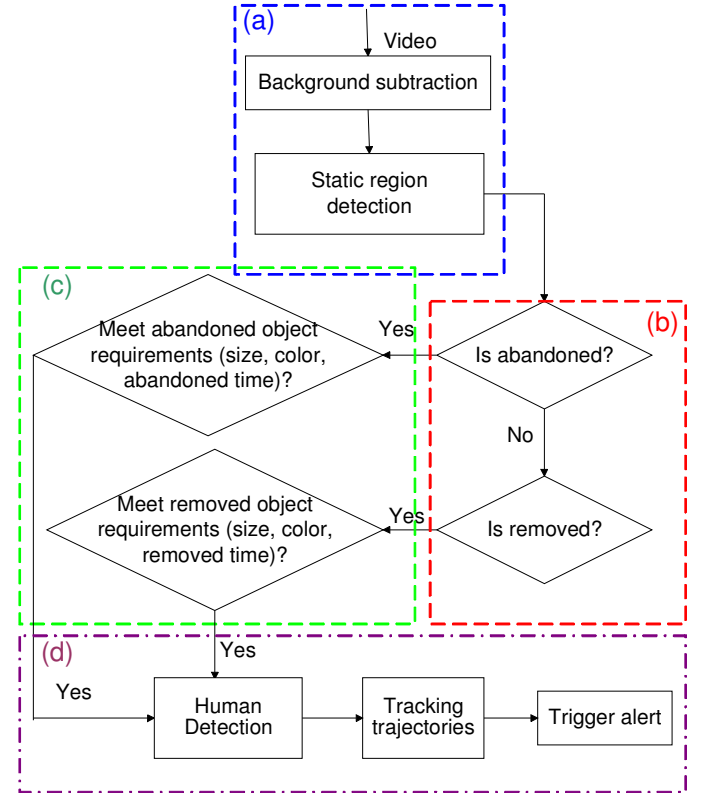 (a)
Video
Background subtraction
Static region
detection
(c)
Meet abandoned object
requirements (size, color,
abandoned time)?
Yes
(b)
Is abandoned?
No
Meet removed object
requirements (size, color,
removed time)?
Yes
Is removed?
(d)
Yes
Yes
Human
Detection
Tracking
trajectories
Trigger alert